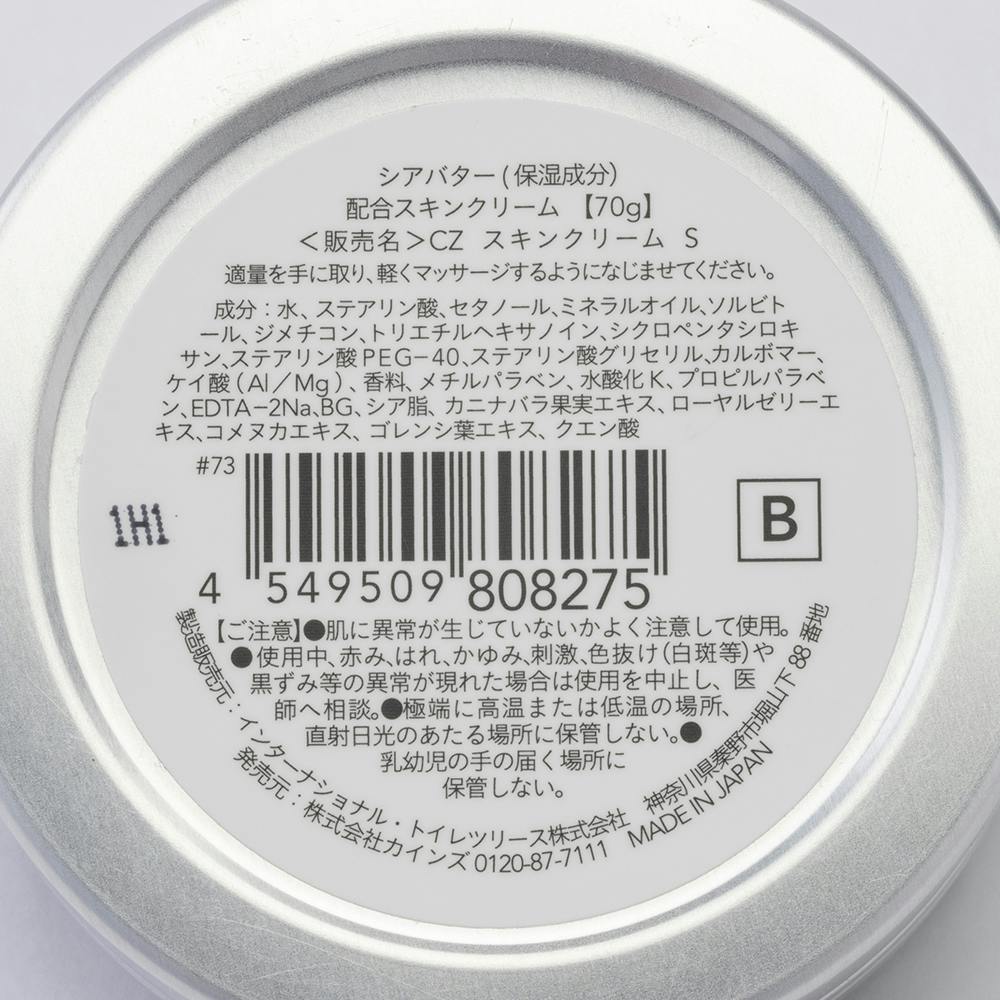 シアバター(保湿成分)
配合スキンクリーム 【70g】
＜販売名＞CZ スキンクリーム S
適量を手に取り、軽くマッサージするようになじませてください。
成分：水、ステアリン酸、セタノール、ミネラルオイル、ソルビト
ール、ジメチコン、トリエチルヘキサノイン、シクロペンタシロキ
サン、ステアリン酸PEG−40、ステアリン酸グリセリル、カルボマー、
ケイ酸(Al／Mg)、香料、メチルパラベン、水酸化K、プロピルパラベ
ン、EDTA−2Na、BG、シア脂、カニナバラ果実エキス、ローヤルゼリーエ
キス、コメヌカエキス、ゴレンシ葉エキス、クエン酸
#73
1H1
B
4 549509 808275
【ご注意】●肌に異常が生じていないかよく注意して使用。
●使用中、赤み、はれ、かゆみ、刺激、色抜け(白斑等)や
黒ずみ等の異常が現れた場合は使用を中止し、医
師へ相談。●極端に高温または低温の場所、
直射日光のあたる場所に保管しない。●
乳幼児の手の届く場所に
保管しない。
製造販売元：インターナショナル・トイレツリース株式会社 神奈川県秦野市堀山下88番地
発売元：株式会社カインズ 0120-87-7111 MADE IN JAPAN